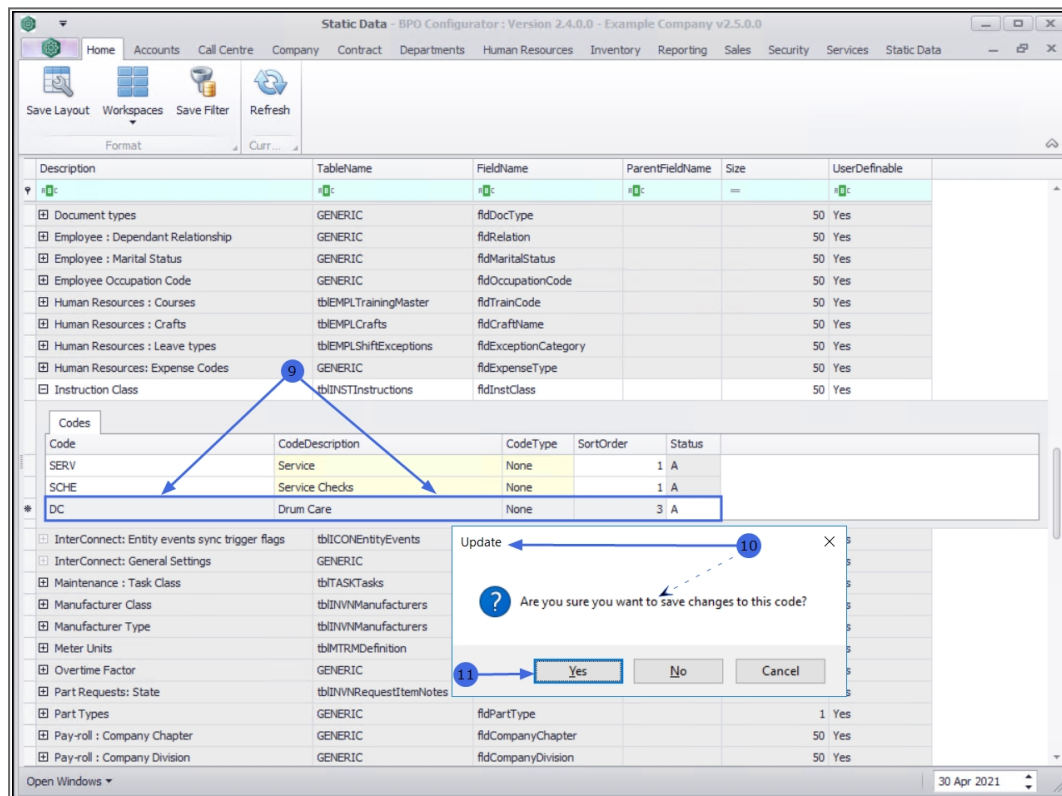 Static Data - BPO Configurator : Version 2.4.0.0 - Example Company v2.5.0.0
Home Accounts Call Centre Company Contract Departments Human Resources Inventory Reporting Sales Security Services Static Data
Save Layout Workspaces Save Filter Refresh
Format Curr...
Description TableName FieldName ParentFieldName Size UserDefinable
Document types GENERIC fldDocType 50 Yes
Employee : Dependant Relationship GENERIC fldRelation 50 Yes
Employee : Marital Status GENERIC fldMaritalStatus 50 Yes
Employee Occupation Code GENERIC fldOccupationCode 50 Yes
Human Resources : Courses tblEMPLTrainingMaster fldTrainCode 50 Yes
Human Resources : Crafts tblEMPLCrafts fldCraftName 50 Yes
Human Resources : Leave types tblEMPLShiftExceptions fldExceptionCategory 50 Yes
Human Resources: Expense Codes GENERIC fldExpenseType 50 Yes
9
Instruction Class tblINSTInstructions fldInstClass 50 Yes
Codes
Code CodeDescription CodeType SortOrder Status
SERV Service None 1 A
SCHE Service Checks None 1 A
DC Drum Care None 3 A
InterConnect: Entity events sync trigger flags tblICONEntityEvents
InterConnect: General Settings GENERIC
Maintenance : Task Class tblTASKTasks
Manufacturer Class tblINVNManufacturers
Manufacturer Type tblINVNManufacturers
Meter Units tblMTRMDefinition
Overtime Factor GENERIC
Part Requests: State tblINVNRequestItemNotes
Update
10
Are you sure you want to save changes to this code?
11
Yes No Cancel
Part Types GENERIC fldPartType 1 Yes
Pay-roll : Company Chapter GENERIC fldCompanyChapter 50 Yes
Pay-roll : Company Division GENERIC fldCompanyDivision 50 Yes
Open Windows 30 Apr 2021